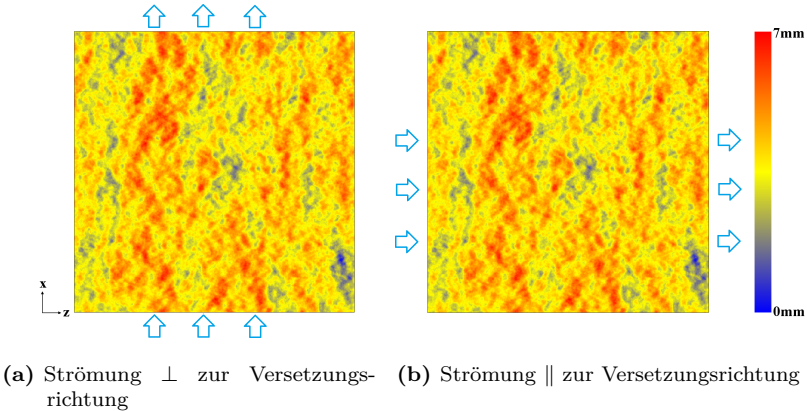 7mm
x
z
0mm
(a) Strömung ⊥ zur Versetzungs-
richtung
(b) Strömung ∥ zur Versetzungsrichtung